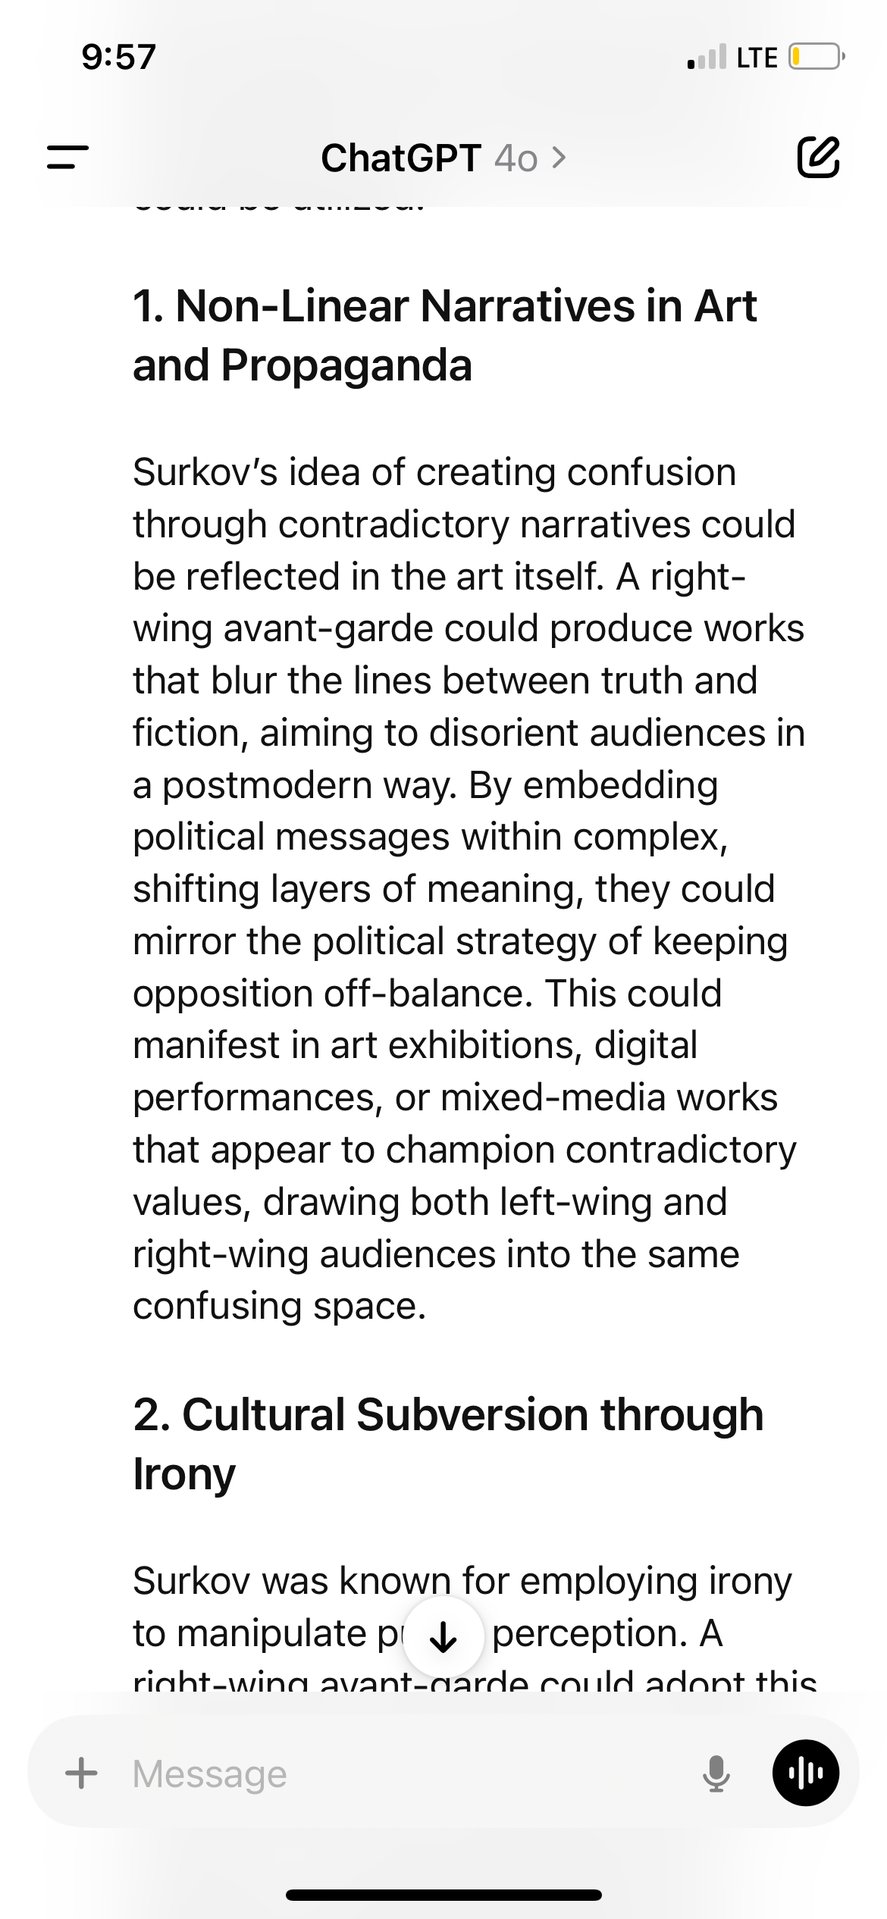 9:57
LTE
ChatGPT 4o >
could be utilized.
1. Non-Linear Narratives in Art
and Propaganda
Surkov’s idea of creating confusion
through contradictory narratives could
be reflected in the art itself. A right-
wing avant-garde could produce works
that blur the lines between truth and
fiction, aiming to disorient audiences in
a postmodern way. By embedding
political messages within complex,
shifting layers of meaning, they could
mirror the political strategy of keeping
opposition off-balance. This could
manifest in art exhibitions, digital
performances, or mixed-media works
that appear to champion contradictory
values, drawing both left-wing and
right-wing audiences into the same
confusing space.
2. Cultural Subversion through
Irony
Surkov was known for employing irony
to manipulate perception. A
right-wing avant-garde could adopt this
Message